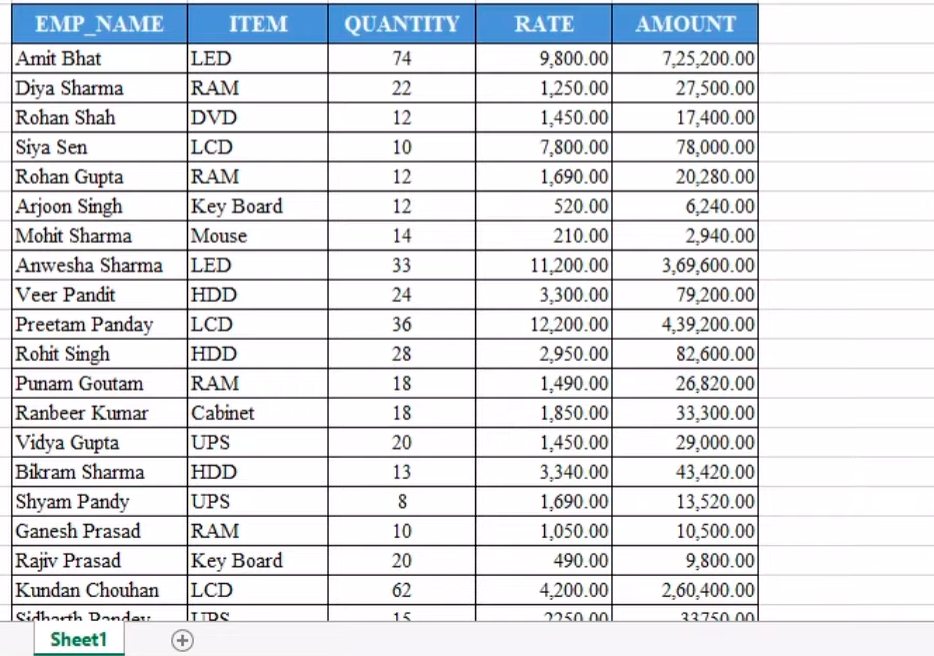 EMP_NAME ITEM QUANTITY RATE AMOUNT
Amit Bhat LED 74 9,800.00 7,25,200.00
Diya Sharma RAM 22 1,250.00 27,500.00
Rohan Shah DVD 12 1,450.00 17,400.00
Siya Sen LCD 10 7,800.00 78,000.00
Rohan Gupta RAM 12 1,690.00 20,280.00
Arjoon Singh Key Board 12 520.00 6,240.00
Mohit Sharma Mouse 14 210.00 2,940.00
Anwesha Sharma LED 33 11,200.00 3,69,600.00
Veer Pandit HDD 24 3,300.00 79,200.00
Preetam Panday LCD 36 12,200.00 4,39,200.00
Rohit Singh HDD 28 2,950.00 82,600.00
Punam Goutam RAM 18 1,490.00 26,820.00
Ranbeer Kumar Cabinet 18 1,850.00 33,300.00
Vidya Gupta UPS 20 1,450.00 29,000.00
Bikram Sharma HDD 13 3,340.00 43,420.00
Shyam Pandy UPS 8 1,690.00 13,520.00
Ganesh Prasad RAM 10 1,050.00 10,500.00
Rajiv Prasad Key Board 20 490.00 9,800.00
Kundan Chouhan LCD 62 4,200.00 2,60,400.00
Sidharth Pandey UPS 15 2250.00 33750.00
Sheet1